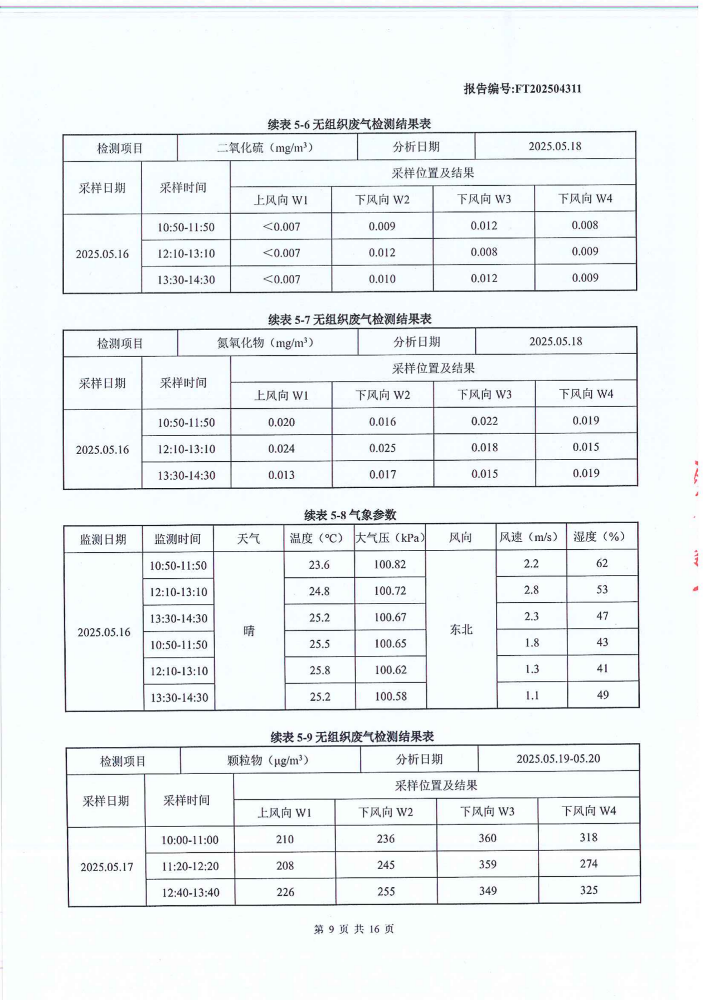 报告编号:FT202504311
续表 5-6 无组织废气检测结果表
检测项目 二氧化硫（mg/m³） 分析日期 2025.05.18
采样日期 采样时间 采样位置及结果
上风向 W1 下风向 W2 下风向 W3 下风向 W4
2025.05.16 10:50-11:50 ＜0.007 0.009 0.012 0.008
12:10-13:10 ＜0.007 0.012 0.008 0.009
13:30-14:30 ＜0.007 0.010 0.012 0.009
续表 5-7 无组织废气检测结果表
检测项目 氮氧化物（mg/m³） 分析日期 2025.05.18
采样日期 采样时间 采样位置及结果
上风向 W1 下风向 W2 下风向 W3 下风向 W4
2025.05.16 10:50-11:50 0.020 0.016 0.022 0.019
12:10-13:10 0.024 0.025 0.018 0.015
13:30-14:30 0.013 0.017 0.015 0.019
续表 5-8 气象参数
监测日期 监测时间 天气 温度（℃） 大气压（kPa） 风向 风速（m/s） 湿度（%）
2025.05.16 10:50-11:50 晴 23.6 100.82 东北 2.2 62
12:10-13:10 24.8 100.72 2.8 53
13:30-14:30 25.2 100.67 2.3 47
10:50-11:50 25.5 100.65 1.8 43
12:10-13:10 25.8 100.62 1.3 41
13:30-14:30 25.2 100.58 1.1 49
续表 5-9 无组织废气检测结果表
检测项目 颗粒物（μg/m³） 分析日期 2025.05.19-05.20
采样日期 采样时间 采样位置及结果
上风向 W1 下风向 W2 下风向 W3 下风向 W4
2025.05.17 10:00-11:00 210 236 360 318
11:20-12:20 208 245 359 274
12:40-13:40 226 255 349 325
第 9 页 共 16 页